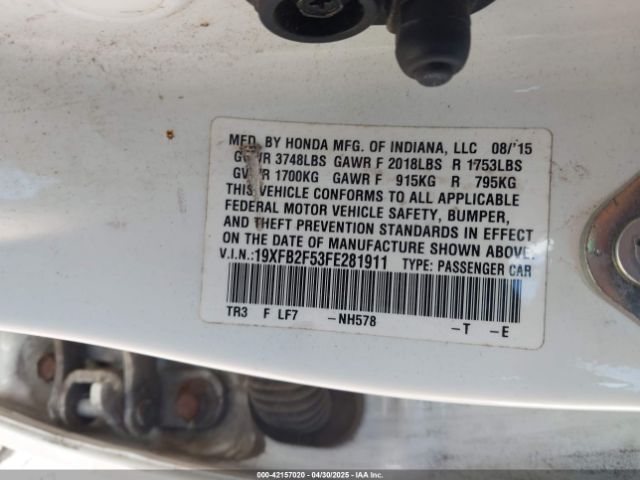 MFD. BY HONDA MFG. OF INDIANA, LLC 08/'15
GVWR 3748LBS GAWR F 2018LBS R 1753LBS
GVWR 1700KG GAWR F 915KG R 795KG
THIS VEHICLE CONFORMS TO ALL APPLICABLE
FEDERAL MOTOR VEHICLE SAFETY, BUMPER,
AND THEFT PREVENTION STANDARDS IN EFFECT
ON THE DATE OF MANUFACTURE SHOWN ABOVE.
V.I.N.:19XFB2F53FE281911 TYPE: PASSENGER CAR
TR3 F LF7 -NH578 -T -E
000-42157020 - 04/30/2025 - Copyright © 2025 IAA, Inc.